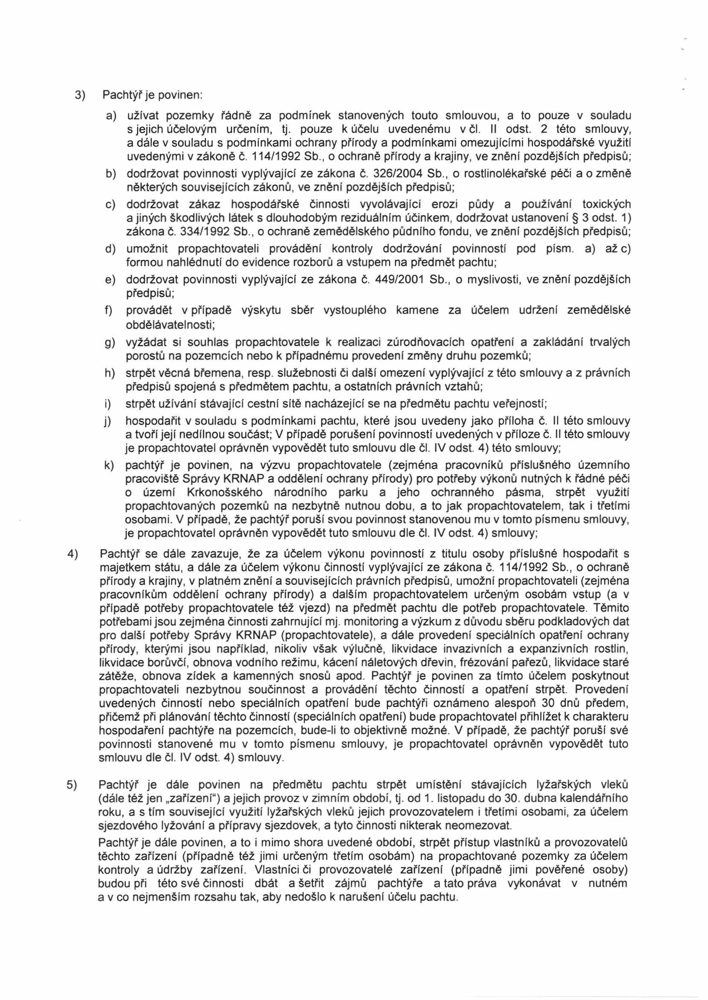 3) Pachtýř je povinen:
a) užívat pozemky řádně za podmínek stanovených touto smlouvou, a to pouze v souladu
s jejich účelovým určením, tj. pouze k účelu uvedenému v čl. II odst. 2 této smlouvy,
a dále v souladu s podmínkami ochrany přírody a podmínkami omezujícími hospodářské využití
uvedenými v zákoně č. 114/1992 Sb., o ochraně přírody a krajiny, ve znění pozdějších předpisů;
b) dodržovat povinnosti vyplývající ze zákona č. 326/2004 Sb., o rostlinolékařské péči a o změně
některých souvisejících zákonů, ve znění pozdějších předpisů;
c) dodržovat zákaz hospodářské činnosti vyvolávající erozi půdy a používání toxických
a jiných škodlivých látek s dlouhodobým reziduálním účinkem, dodržovat ustanovení § 3 odst. 1)
zákona č. 334/1992 Sb., o ochraně zemědělského půdního fondu, ve znění pozdějších předpisů;
d) umožnit propachtovateli provádění kontroly dodržování povinností pod písm. a) až c)
formou nahlédnutí do evidence rozborů a vstupem na předmět pachtu;
e) dodržovat povinnosti vyplývající ze zákona č. 449/2001 Sb., o myslivosti, ve znění pozdějších
předpisů;
f) provádět v případě výskytu sběr vystouplého kamene za účelem udržení zemědělské
obdělávatelnosti;
g) vyžádat si souhlas propachtovatele k realizaci zúrodňovacích opatření a zakládání trvalých
porostů na pozemcích nebo k případnému provedení změny druhu pozemků;
h) strpět věcná břemena, resp. služebnosti či další omezení vyplývající z této smlouvy a z právních
předpisů spojená s předmětem pachtu, a ostatních právních vztahů;
i) strpět užívání stávající cestní sítě nacházející se na předmětu pachtu veřejností;
j) hospodařit v souladu s podmínkami pachtu, které jsou uvedeny jako příloha č. II této smlouvy
a tvoří její nedílnou součást; V případě porušení povinností uvedených v příloze č. II této smlouvy
je propachtovatel oprávněn vypovědět tuto smlouvu dle čl. IV odst. 4) této smlouvy;
k) pachtýř je povinen, na výzvu propachtovatele (zejména pracovníků příslušného územního
pracoviště Správy KRNAP a oddělení ochrany přírody) pro potřeby výkonů nutných k řádné péči
o území Krkonošského národního parku a jeho ochranného pásma, strpět využití
propachtovaných pozemků na nezbytně nutnou dobu, a to jak propachtovatelem, tak i třetími
osobami. V případě, že pachtýř poruší svou povinnost stanovenou mu v tomto písmenu smlouvy,
je propachtovatel oprávněn vypovědět tuto smlouvu dle čl. IV odst. 4) smlouvy;
4) Pachtýř se dále zavazuje, že za účelem výkonu povinností z titulu osoby příslušné hospodařit s
majetkem státu, a dále za účelem výkonu činností vyplývající ze zákona č. 114/1992 Sb., o ochraně
přírody a krajiny, v platném znění a souvisejících právních předpisů, umožní propachtovateli (zejména
pracovníkům oddělení ochrany přírody) a dalším propachtovatelem určeným osobám vstup (a v
případě potřeby propachtovatele též vjezd) na předmět pachtu dle potřeb propachtovatele. Těmito
potřebami jsou zejména činnosti zahrnující mj. monitoring a výzkum z důvodu sběru podkladových dat
pro další potřeby Správy KRNAP (propachtovatele), a dále provedení speciálních opatření ochrany
přírody, kterými jsou například, nikoliv však výlučně, likvidace invazivních a expanzivních rostlin,
likvidace borůvčí, obnova vodního režimu, kácení náletových dřevin, frézování pařezů, likvidace staré
zátěže, obnova zídek a kamenných snosů apod. Pachtýř je povinen za tímto účelem poskytnout
propachtovateli nezbytnou součinnost a provádění těchto činností a opatření strpět. Provedení
uvedených činností nebo speciálních opatření bude pachtýři oznámeno alespoň 30 dnů předem,
přičemž při plánování těchto činností (speciálních opatření) bude propachtovatel přihlížet k charakteru
hospodaření pachtýře na pozemcích, bude-li to objektivně možné. V případě, že pachtýř poruší své
povinnosti stanovené mu v tomto písmenu smlouvy, je propachtovatel oprávněn vypovědět tuto
smlouvu dle čl. IV odst. 4) smlouvy.
5) Pachtýř je dále povinen na předmětu pachtu strpět umístění stávajících lyžařských vleků
(dále též jen „zařízení“) a jejich provoz v zimním období, tj. od 1. listopadu do 30. dubna kalendářního
roku, a s tím související využití lyžařských vleků jejich provozovatelem i třetími osobami, za účelem
sjezdového lyžování a přípravy sjezdovek, a tyto činnosti nikterak neomezovat.
Pachtýř je dále povinen, a to i mimo shora uvedené období, strpět přístup vlastníků a provozovatelů
těchto zařízení (případně též jimi určeným třetím osobám) na propachtované pozemky za účelem
kontroly a údržby zařízení. Vlastníci či provozovatelé zařízení (případně jimi pověřené osoby)
budou při této své činnosti dbát a šetřit zájmů pachtýře a tato práva vykonávat v nutném
a v co nejmenším rozsahu tak, aby nedošlo k narušení účelu pachtu.